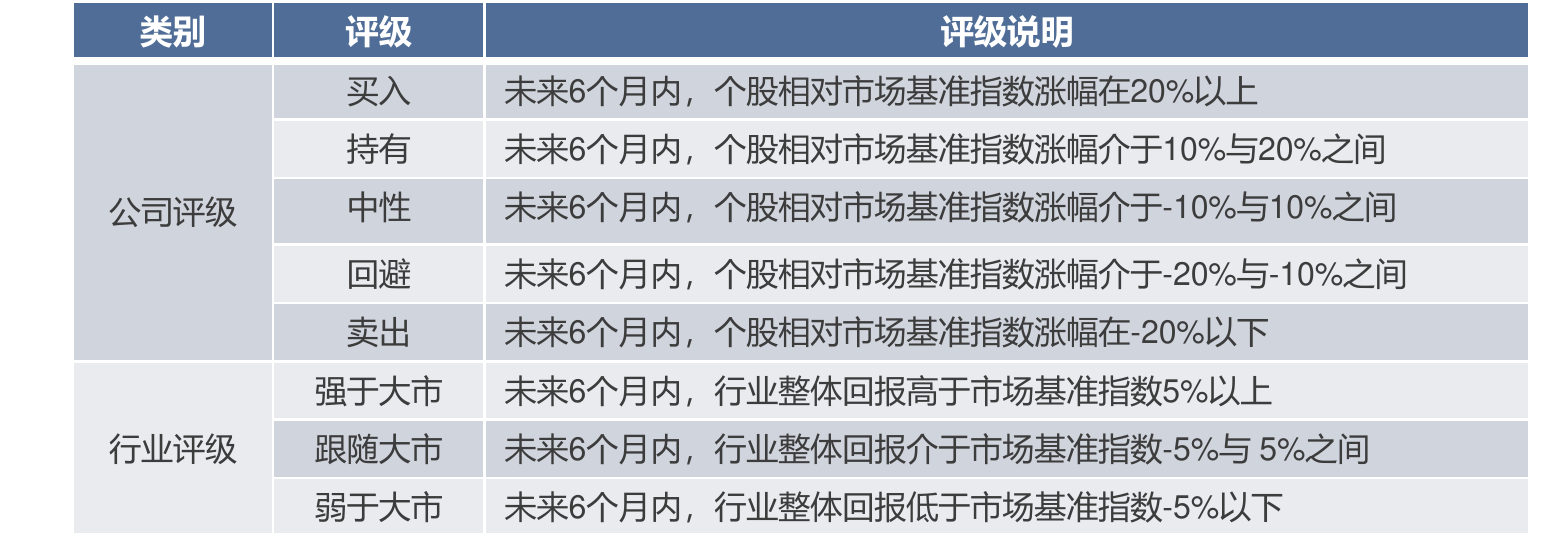 类别 评级 评级说明
公司评级
买入 未来6个月内，个股相对市场基准指数涨幅在20%以上
持有 未来6个月内，个股相对市场基准指数涨幅介于10%与20%之间
中性 未来6个月内，个股相对市场基准指数涨幅介于-10%与10%之间
回避 未来6个月内，个股相对市场基准指数涨幅介于-20%与-10%之间
卖出 未来6个月内，个股相对市场基准指数涨幅在-20%以下
行业评级
强于大市 未来6个月内，行业整体回报高于市场基准指数5%以上
跟随大市 未来6个月内，行业整体回报介于市场基准指数-5%与 5%之间
弱于大市 未来6个月内，行业整体回报低于市场基准指数-5%以下